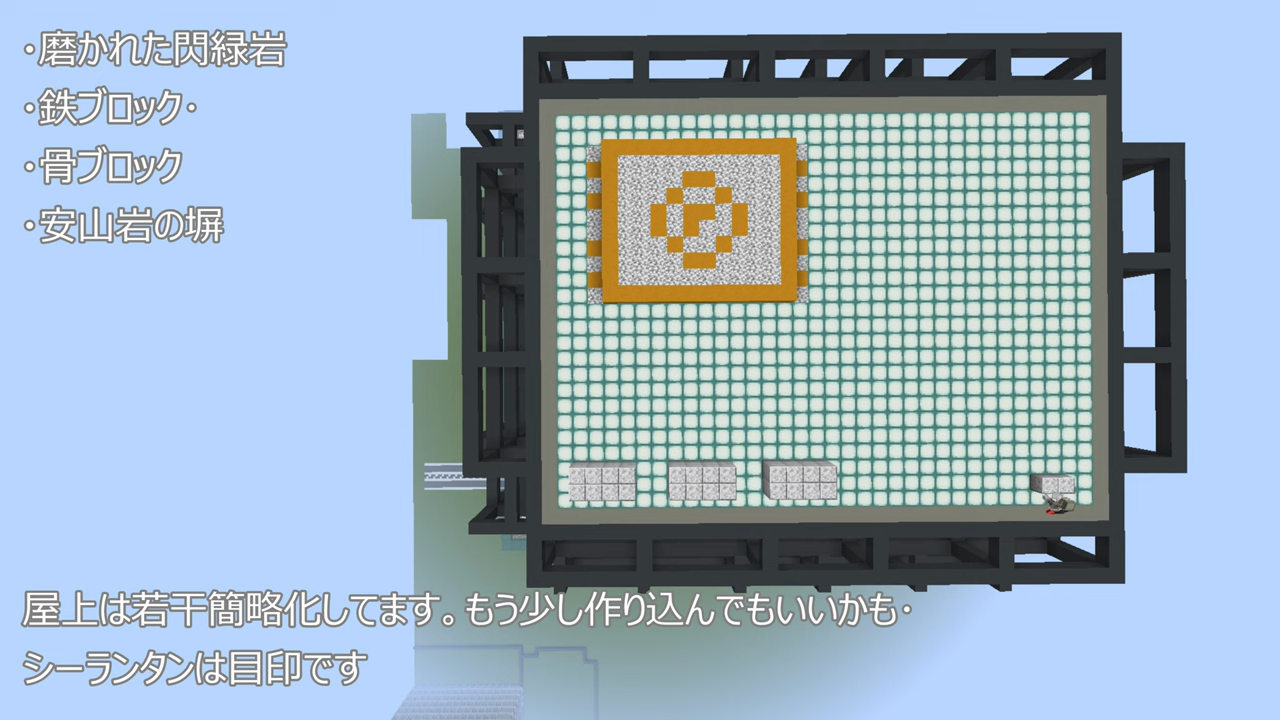 ・磨かれた閃緑岩
・鉄ブロック・
・骨ブロック
・安山岩の塀
屋上は若干簡略化してます。もう少し作り込んでもいいかも・
シーランタンは目印です